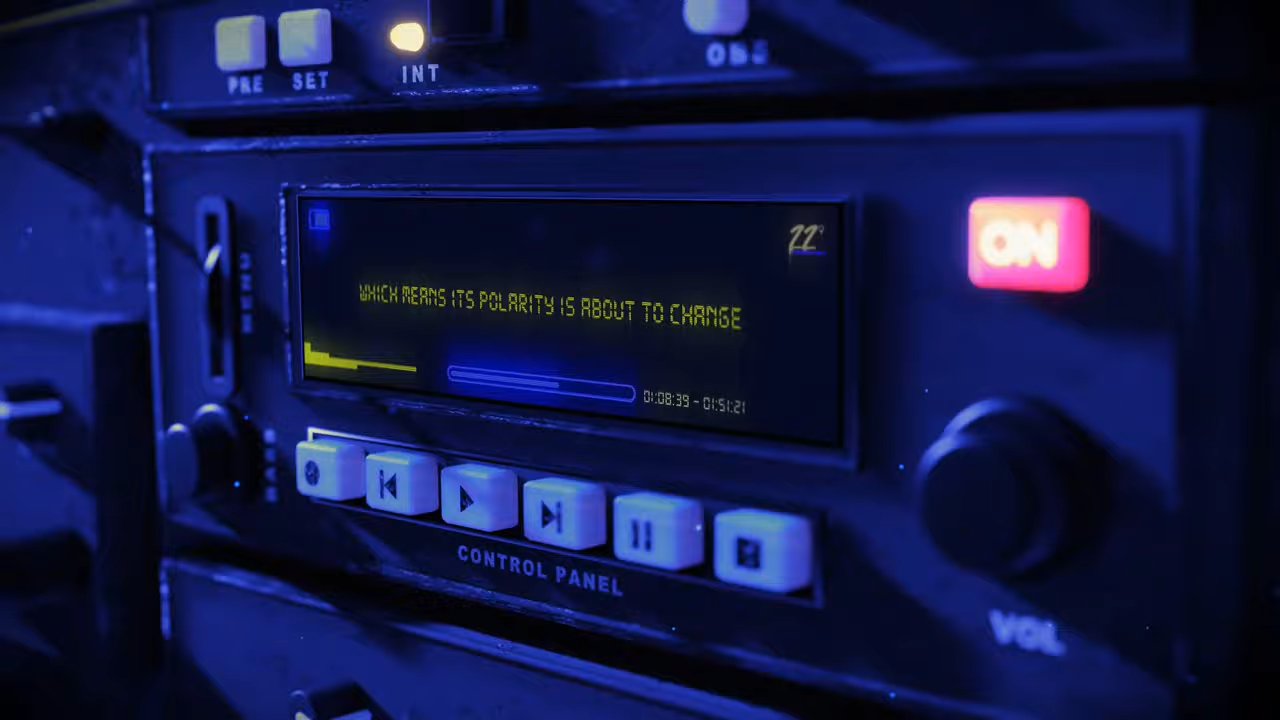 PRE
SET
INT
22°
ON
WHICH MEANS ITS POLARITY IS ABOUT TO CHANGE
01:08:39 - 01:51:21
CONTROL PANEL
VOL